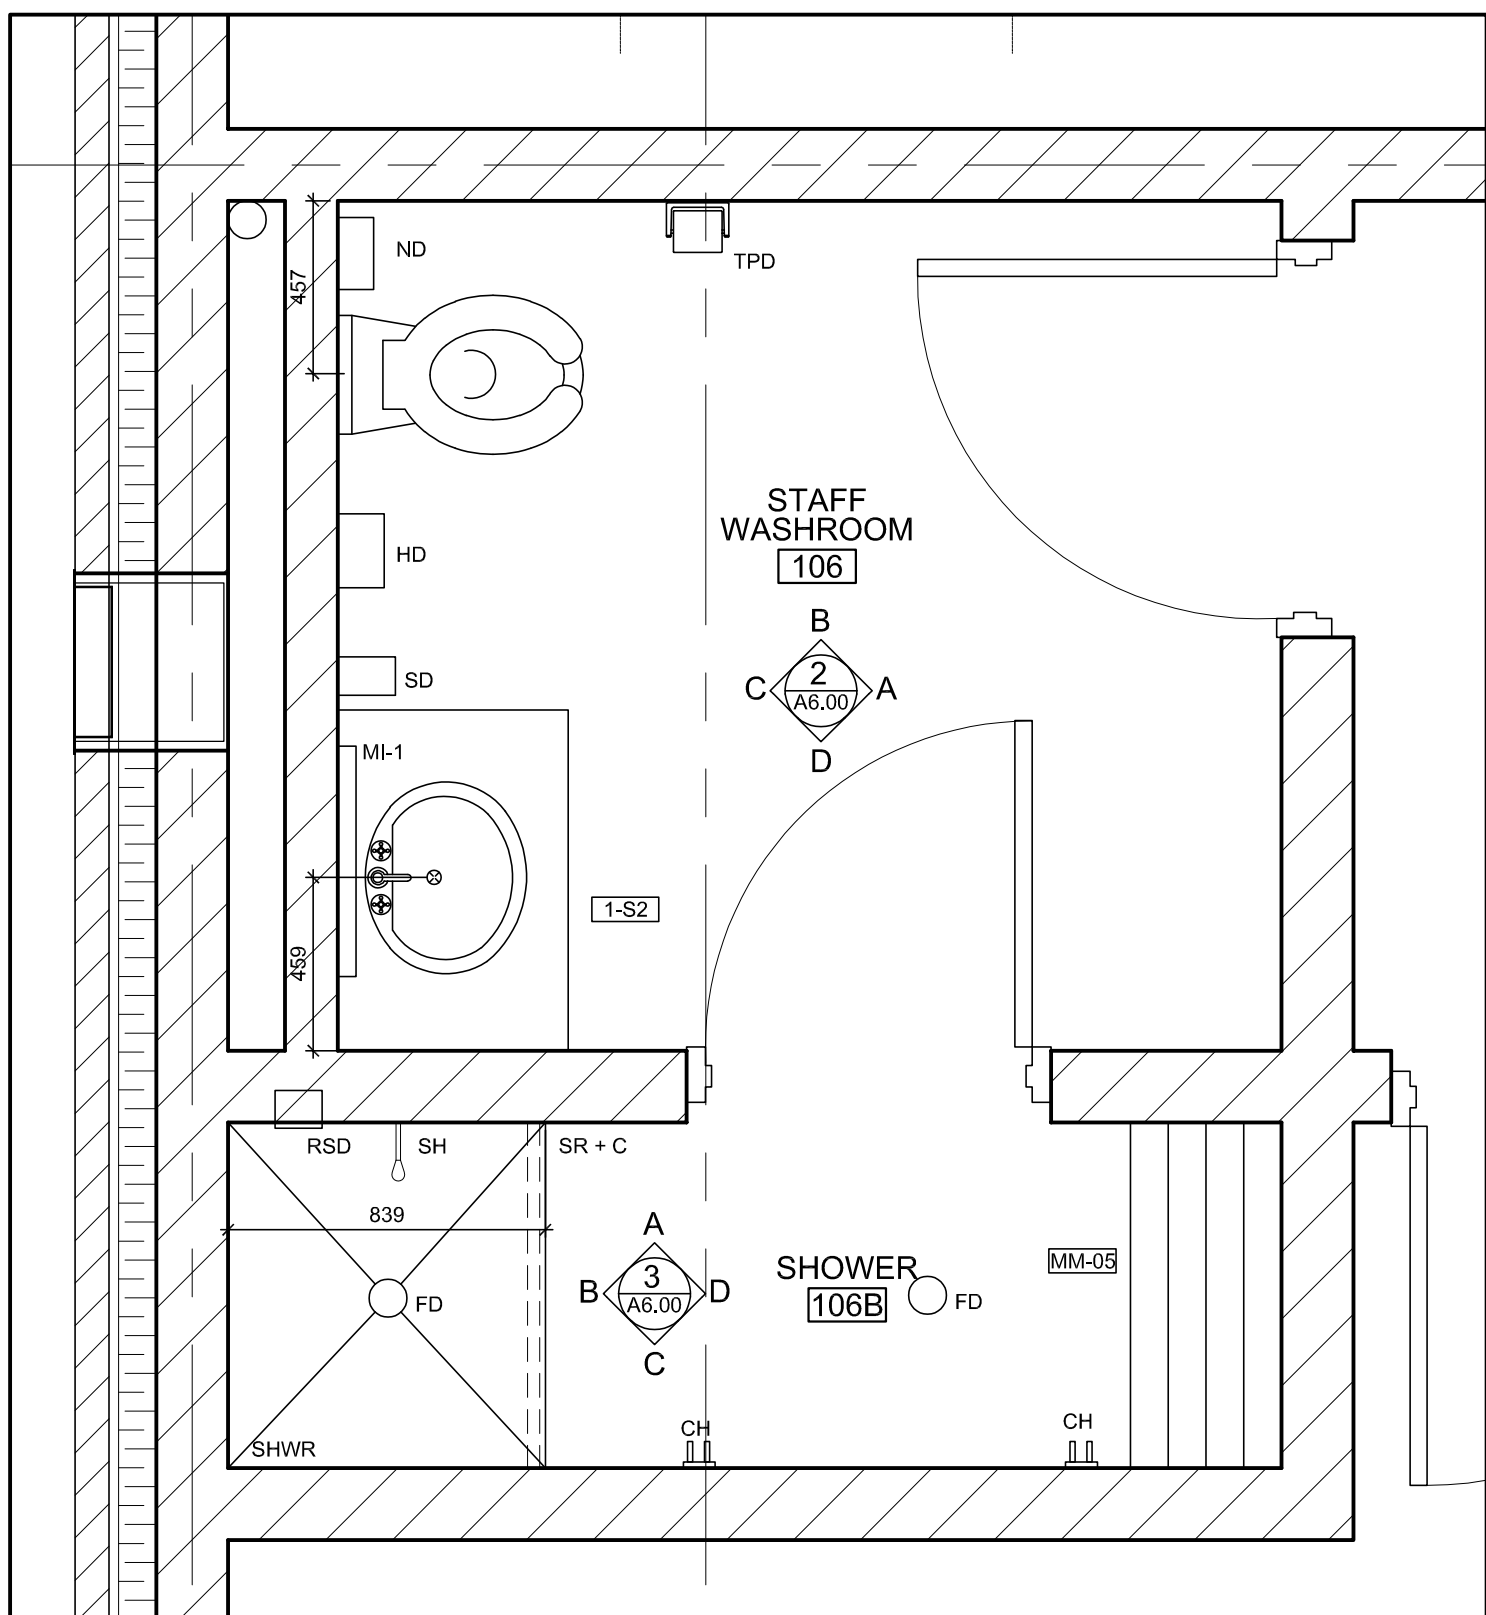 ND
TPD
457
STAFF
WASHROOM
106
HD
B
2
C
A
A6.00
D
SD
MI-1
1-S2
459
RSD
SH
SR + C
839
A
3
B
D
A6.00
C
SHOWER
106B
MM-05
FD
FD
CH
CH
SHWR